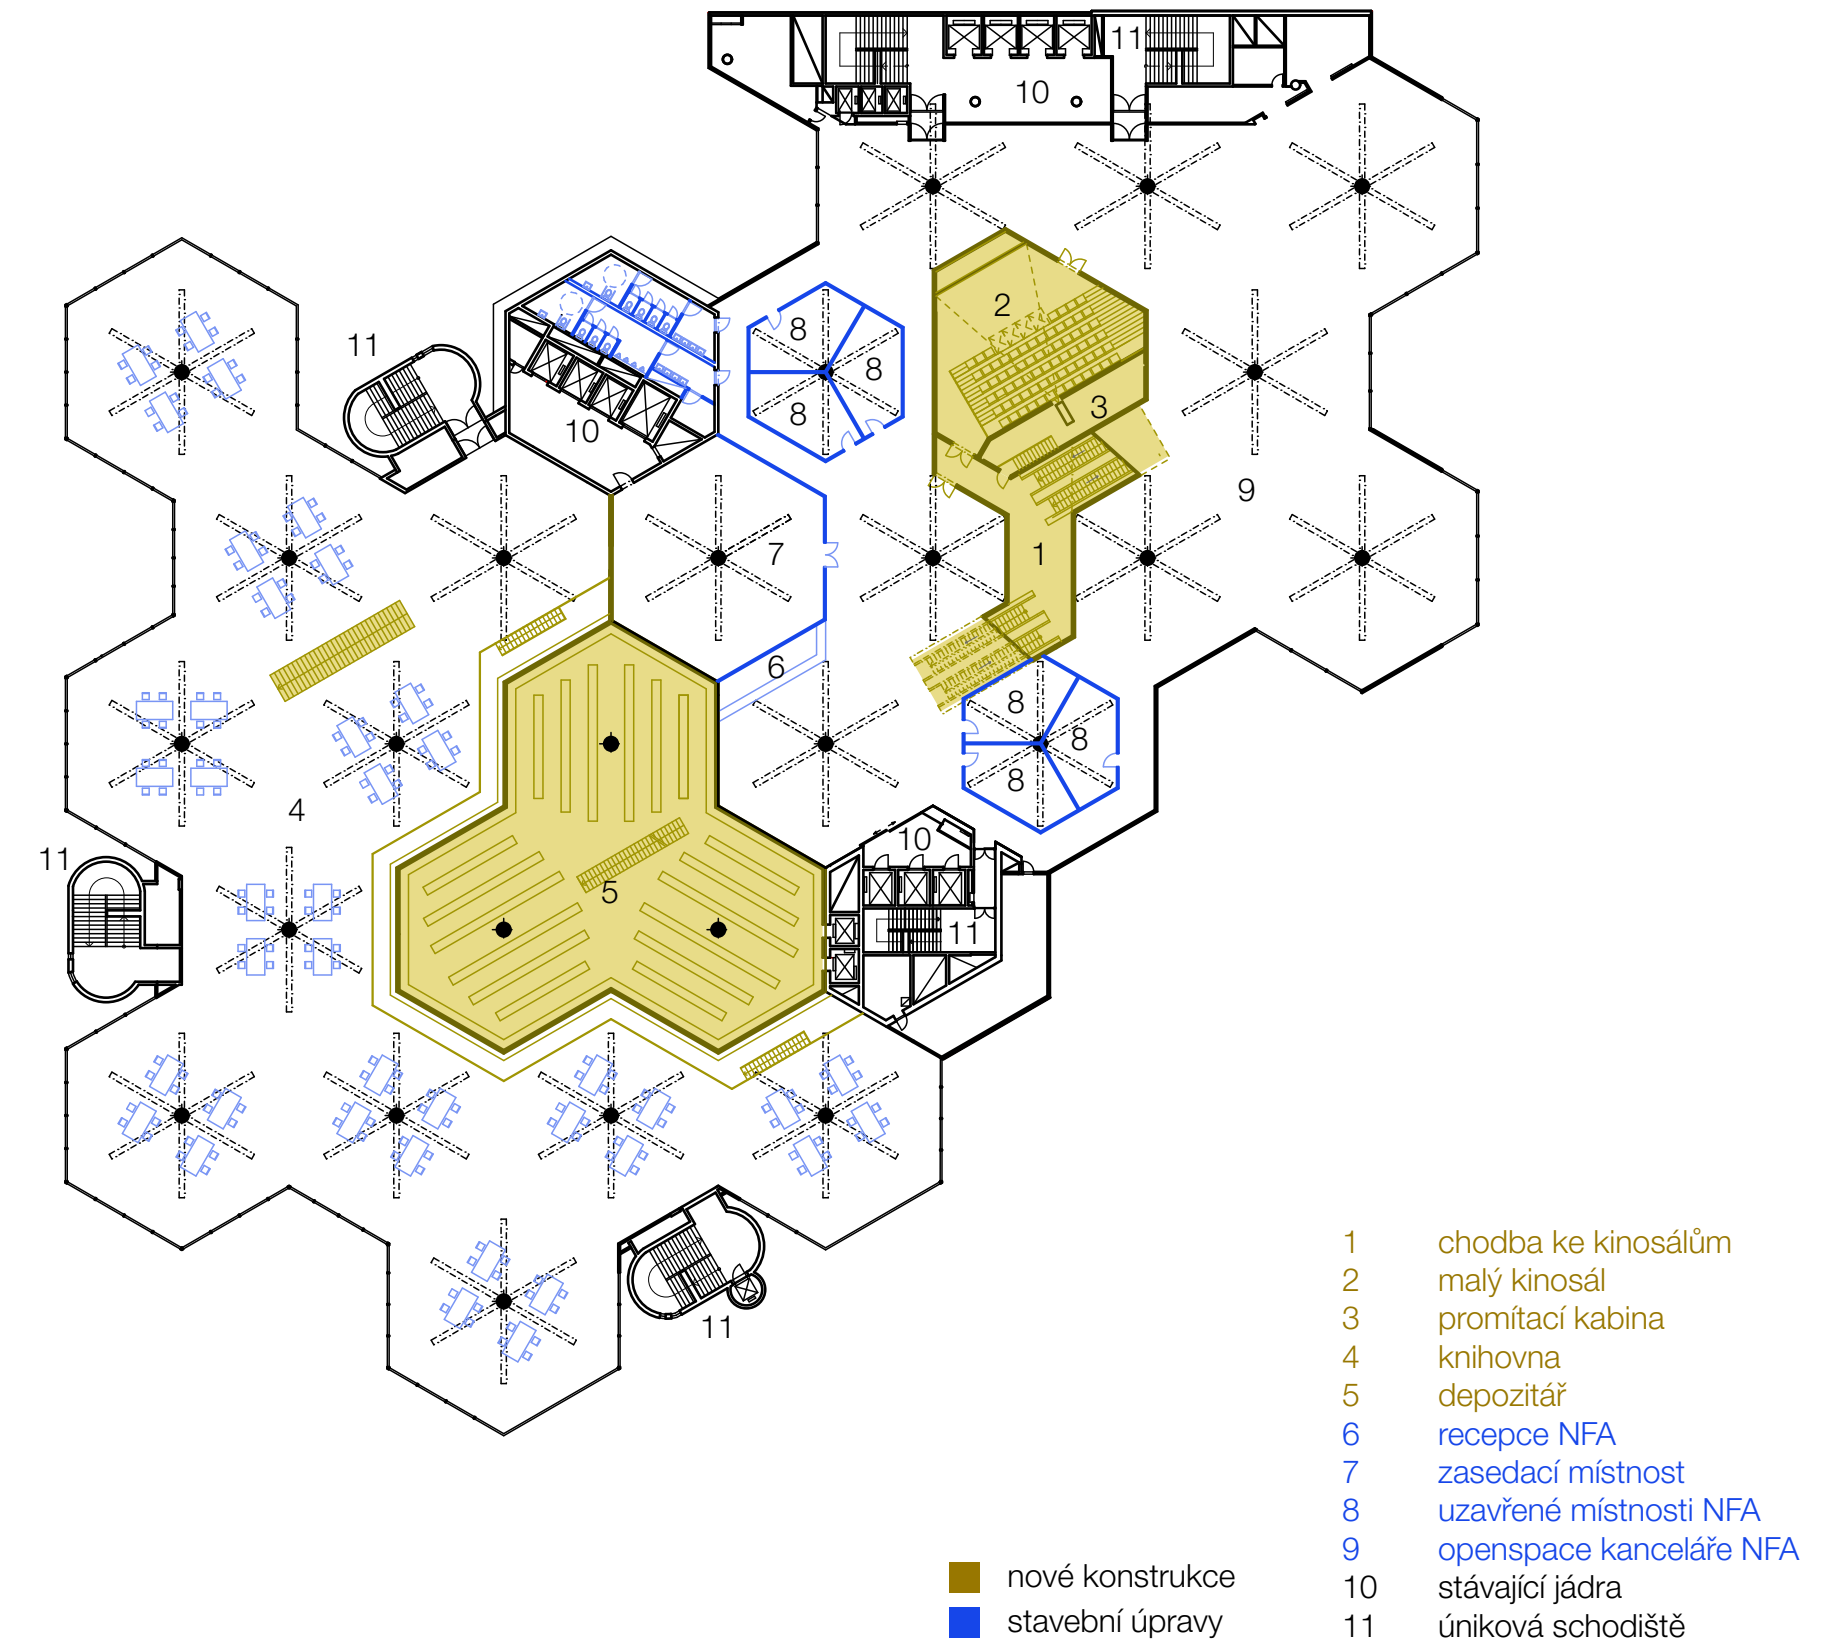 11
10
2
8
11
8
3
8
10
9
7
1
6
8
8
8
4
10
11
5
11
11
1 chodba ke kinosálům
2 malý kinosál
3 promítací kabina
4 knihovna
5 depozitář
6 recepce NFA
7 zasedací místnost
8 uzavřené místnosti NFA
9 openspace kanceláře NFA
10 stávající jádra
11 úniková schodiště
nové konstrukce
stavební úpravy